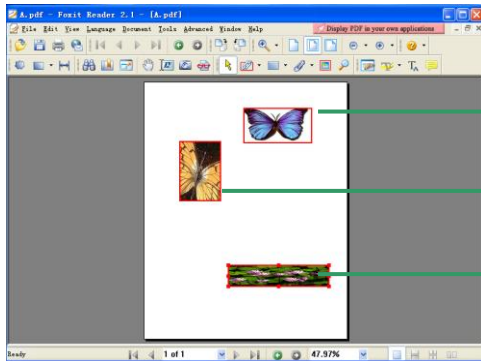 A.pdf - Foxit Reader 2.1 - [A.pdf]
File Edit View Language Document Tools Advanced Window Help
Display PDF in your own applications
Ready
1 of 1
47.97%